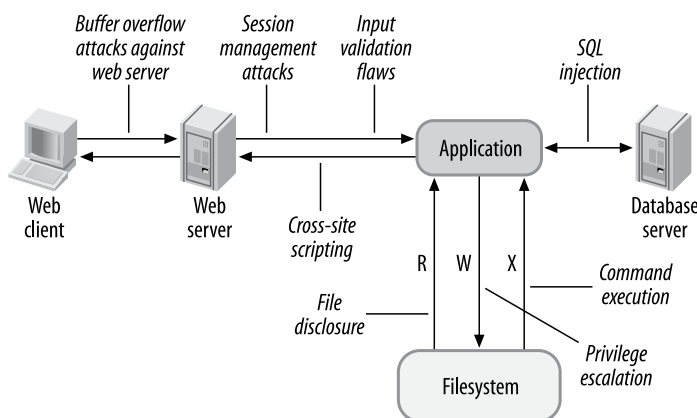 Buffer overflow
attacks against
web server
Session
management
attacks
Input
validation
flaws
SQL
injection
Application
Web
client
Web
server
Database
server
Cross-site
scripting
R
W
X
Command
execution
File
disclosure
Privilege
escalation
Filesystem